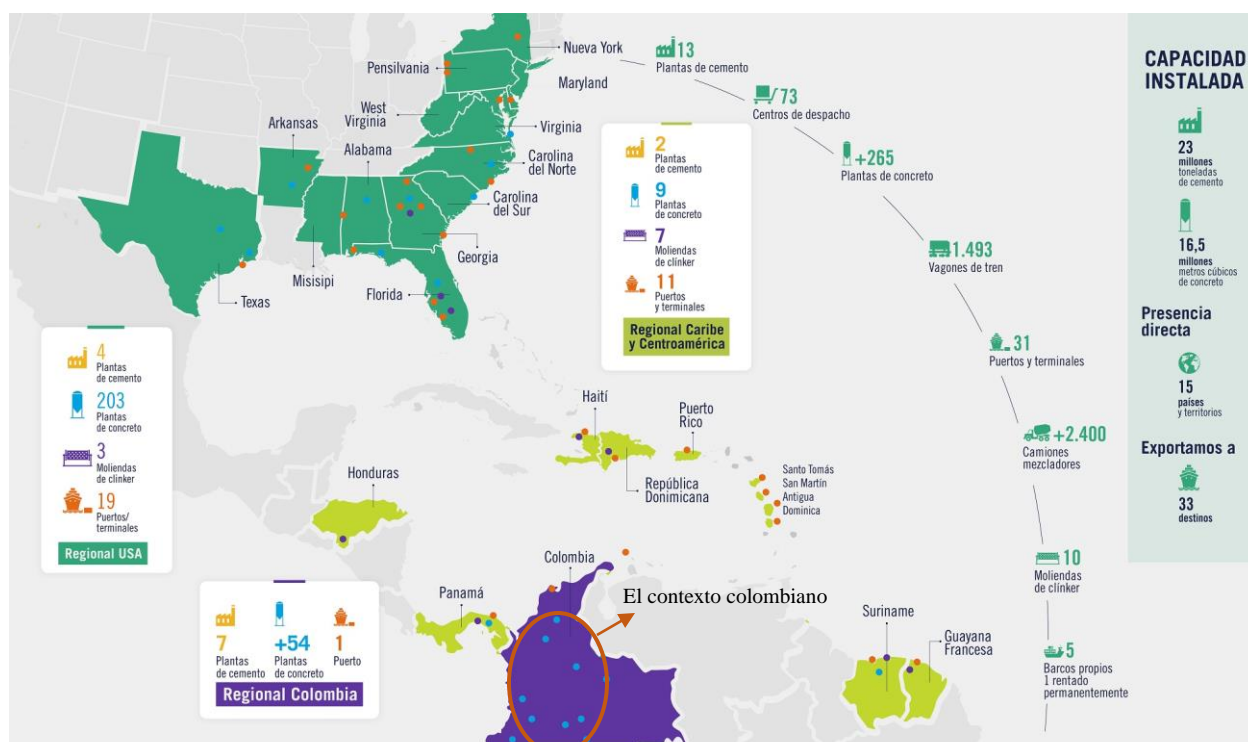 Nueva York
Pensilvania
Maryland
West
Virginia
Virginia
Arkansas
Alabama
Carolina
del Norte
Carolina
del Sur
Georgia
Misisipi
Florida
Texas
4
Plantas
de cemento
203
Plantas
de concreto
3
Moliendas
de clinker
19
Puertos/
terminales
Regional USA
2
Plantas
de cemento
9
Plantas
de concreto
7
Moliendas
de clínker
11
Puertos
y terminales
Regional Caribe
y Centroamérica
Haití
Puerto
Rico
República
Donimicana
Santo Tomás
San Martín
Antigua
Dominica
Honduras
Panamá
Colombia
El contexto colombiano
Suriname
Guayana
Francesa
7
Plantas
de cemento
+54
Plantas
de concreto
1
Puerto
Regional Colombia
13
Plantas de cemento
73
Centros de despacho
+265
Plantas de concreto
1.493
Vagones de tren
31
Puertos y terminales
+2.400
Camiones
mezcladores
10
Moliendas
de clínker
5
Barcos propios
1 rentado
permanentemente
CAPACIDAD
INSTALADA
23
millones
toneladas
de cemento
16,5
millones
metros cúbicos
de concreto
Presencia
directa
15
países
y territorios
Exportamos a
33
destinos